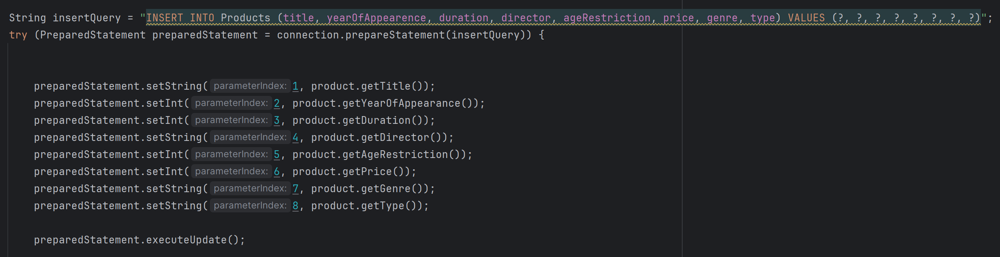 String insertQuery = "INSERT INTO Products (title, yearOfAppearence, duration, director, ageRestriction, price, genre, type) VALUES (?, ?, ?, ?, ?, ?, ?, ?)";
try (PreparedStatement preparedStatement = connection.prepareStatement(insertQuery)) {
preparedStatement.setString( parameterIndex: 1, product.getTitle());
preparedStatement.setInt( parameterIndex: 2, product.getYearOfAppearance());
preparedStatement.setInt( parameterIndex: 3, product.getDuration());
preparedStatement.setString( parameterIndex: 4, product.getDirector());
preparedStatement.setInt( parameterIndex: 5, product.getAgeRestriction());
preparedStatement.setInt( parameterIndex: 6, product.getPrice());
preparedStatement.setString( parameterIndex: 7, product.getGenre());
preparedStatement.setString( parameterIndex: 8, product.getType());
preparedStatement.executeUpdate();